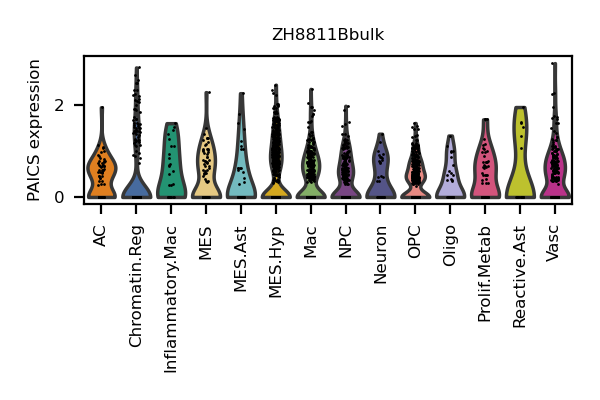 ZH8811Bbulk
PAICS expression
2
0
AC
Chromatin.Reg
Inflammatory.Mac
MES
MES.Ast
MES.Hyp
Mac
NPC
Neuron
OPC
Oligo
Prolif.Metab
Reactive.Ast
Vasc